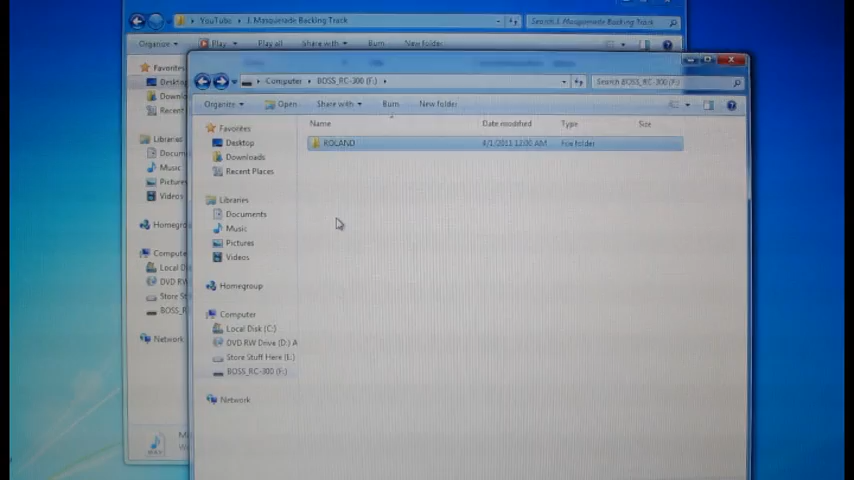 YouTube ▸ J. Masquerade Backing Track
Search J. Masquerade Backing Track
Organize
Play
Play all
Share with
Burn
New folder
Favorites
Desktop
Downlo
Recent
Libraries
Docum
Music
Pictures
Videos
Homegro
Compute
Local Di
DVD RW
Store St
BOSS_R
Network
Computer ▸ BOSS_RC-300 (F:) ▸
Search BOSS_RC-300 (F:)
Organize
Open
Share with
Burn
New folder
Name
Date modified
Type
Size
ROLAND
4/1/2011 12:00 AM
File folder
Favorites
Desktop
Downloads
Recent Places
Libraries
Documents
Music
Pictures
Videos
Homegroup
Computer
Local Disk (C:)
DVD RW Drive (D:) A
Store Stuff Here (L:)
BOSS_RC-300 (F:)
Network